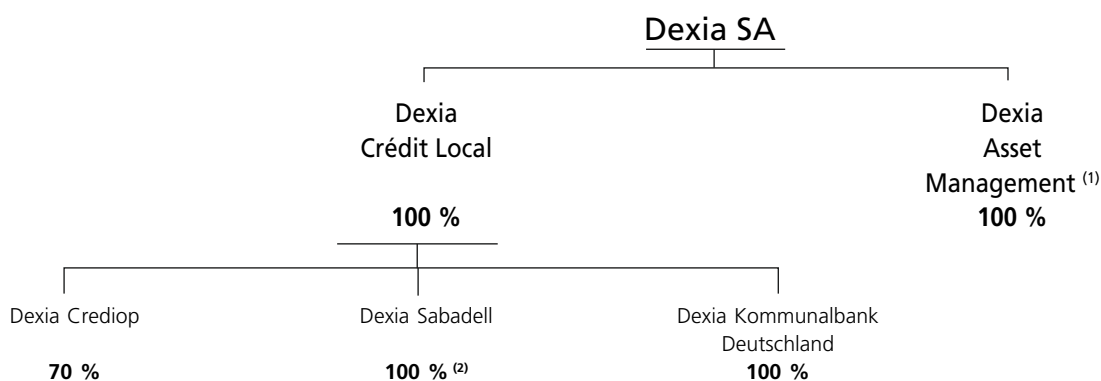 Dexia SA
Dexia
Crédit Local
100 %
Dexia
Asset
Management (1)
100 %
Dexia Crediop
70 %
Dexia Sabadell
100 % (2)
Dexia Kommunalbank
Deutschland
100 %